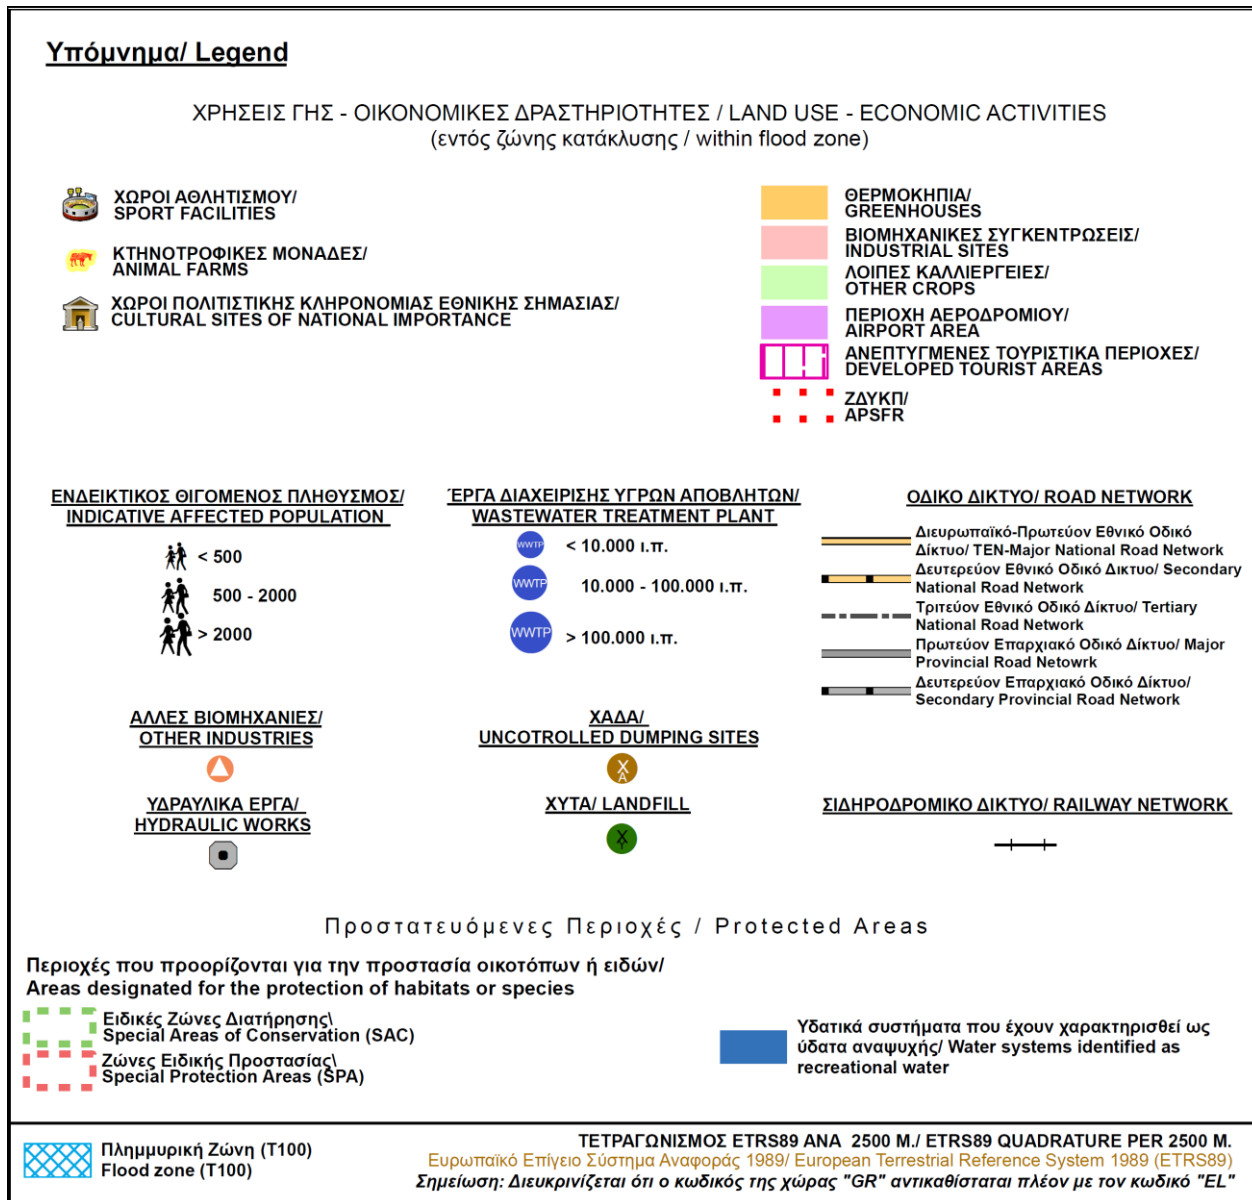 Υπόμνημα/ Legend
ΧΡΗΣΕΙΣ ΓΗΣ - ΟΙΚΟΝΟΜΙΚΕΣ ΔΡΑΣΤΗΡΙΟΤΗΤΕΣ / LAND USE - ECONOMIC ACTIVITIES
(εντός ζώνης κατάκλυσης / within flood zone)
ΧΩΡΟΙ ΑΘΛΗΤΙΣΜΟΥ/
SPORT FACILITIES
ΚΤΗΝΟΤΡΟΦΙΚΕΣ ΜΟΝΑΔΕΣ/
ANIMAL FARMS
ΧΩΡΟΙ ΠΟΛΙΤΙΣΤΙΚΗΣ ΚΛΗΡΟΝΟΜΙΑΣ ΕΘΝΙΚΗΣ ΣΗΜΑΣΙΑΣ/
CULTURAL SITES OF NATIONAL IMPORTANCE
ΘΕΡΜΟΚΗΠΙΑ/
GREENHOUSES
ΒΙΟΜΗΧΑΝΙΚΕΣ ΣΥΓΚΕΝΤΡΩΣΕΙΣ/
INDUSTRIAL SITES
ΛΟΙΠΕΣ ΚΑΛΛΙΕΡΓΕΙΕΣ/
OTHER CROPS
ΠΕΡΙΟΧΗ ΑΕΡΟΔΡΟΜΙΟΥ/
AIRPORT AREA
ΑΝΕΠΤΥΓΜΕΝΕΣ ΤΟΥΡΙΣΤΙΚΑ ΠΕΡΙΟΧΕΣ/
DEVELOPED TOURIST AREAS
ΖΔΥΚΠ/
APSFR
ΕΝΔΕΙΚΤΙΚΟΣ ΘΙΓΟΜΕΝΟΣ ΠΛΗΘΥΣΜΟΣ/
INDICATIVE AFFECTED POPULATION
< 500
500 - 2000
> 2000
ΈΡΓΑ ΔΙΑΧΕΙΡΙΣΗΣ ΥΓΡΩΝ ΑΠΟΒΛΗΤΩΝ/
WASTEWATER TREATMENT PLANT
WWTP < 10.000 ι.π.
WWTP 10.000 - 100.000 ι.π.
WWTP > 100.000 ι.π.
ΟΔΙΚΟ ΔΙΚΤΥΟ/ ROAD NETWORK
Διευρωπαϊκό-Πρωτεύον Εθνικό Οδικό
Δίκτυο/ TEN-Major National Road Network
Δευτερεύον Εθνικό Οδικό Δικτυο/ Secondary
National Road Network
Τριτεύον Εθνικό Οδικό Δίκτυο/ Tertiary
National Road Network
Πρωτεύον Επαρχιακό Οδικό Δίκτυο/ Major
Provincial Road Netowrk
Δευτερεύον Επαρχιακό Οδικό Δίκτυο/
Secondary Provincial Road Network
ΑΛΛΕΣ ΒΙΟΜΗΧΑΝΙΕΣ/
OTHER INDUSTRIES
ΧΑΔΑ/
UNCOTROLLED DUMPING SITES
ΧΑ
ΥΔΡΑΥΛΙΚΑ ΕΡΓΑ/
HYDRAULIC WORKS
ΧΥΤΑ/ LANDFILL
ΧΥ
ΣΙΔΗΡΟΔΡΟΜΙΚΟ ΔΙΚΤΥΟ/ RAILWAY NETWORK
Προστατευόμενες Περιοχές / Protected Areas
Περιοχές που προορίζονται για την προστασία οικοτόπων ή ειδών/
Areas designated for the protection of habitats or species
Ειδικές Ζώνες Διατήρησης\
Special Areas of Conservation (SAC)
Ζώνες Ειδικής Προστασίας\
Special Protection Areas (SPA)
Υδατικά συστήματα που έχουν χαρακτηρισθεί ως
ύδατα αναψυχής/ Water systems identified as
recreational water
Πλημμυρική Ζώνη (Τ100)
Flood zone (T100)
ΤΕΤΡΑΓΩΝΙΣΜΟΣ ETRS89 ΑΝΑ 2500 Μ./ ETRS89 QUADRATURE PER 2500 M.
Ευρωπαϊκό Επίγειο Σύστημα Αναφοράς 1989/ European Terrestrial Reference System 1989 (ETRS89)
Σημείωση: Διευκρινίζεται ότι ο κωδικός της χώρας "GR" αντικαθίσταται πλέον με τον κωδικό "EL"